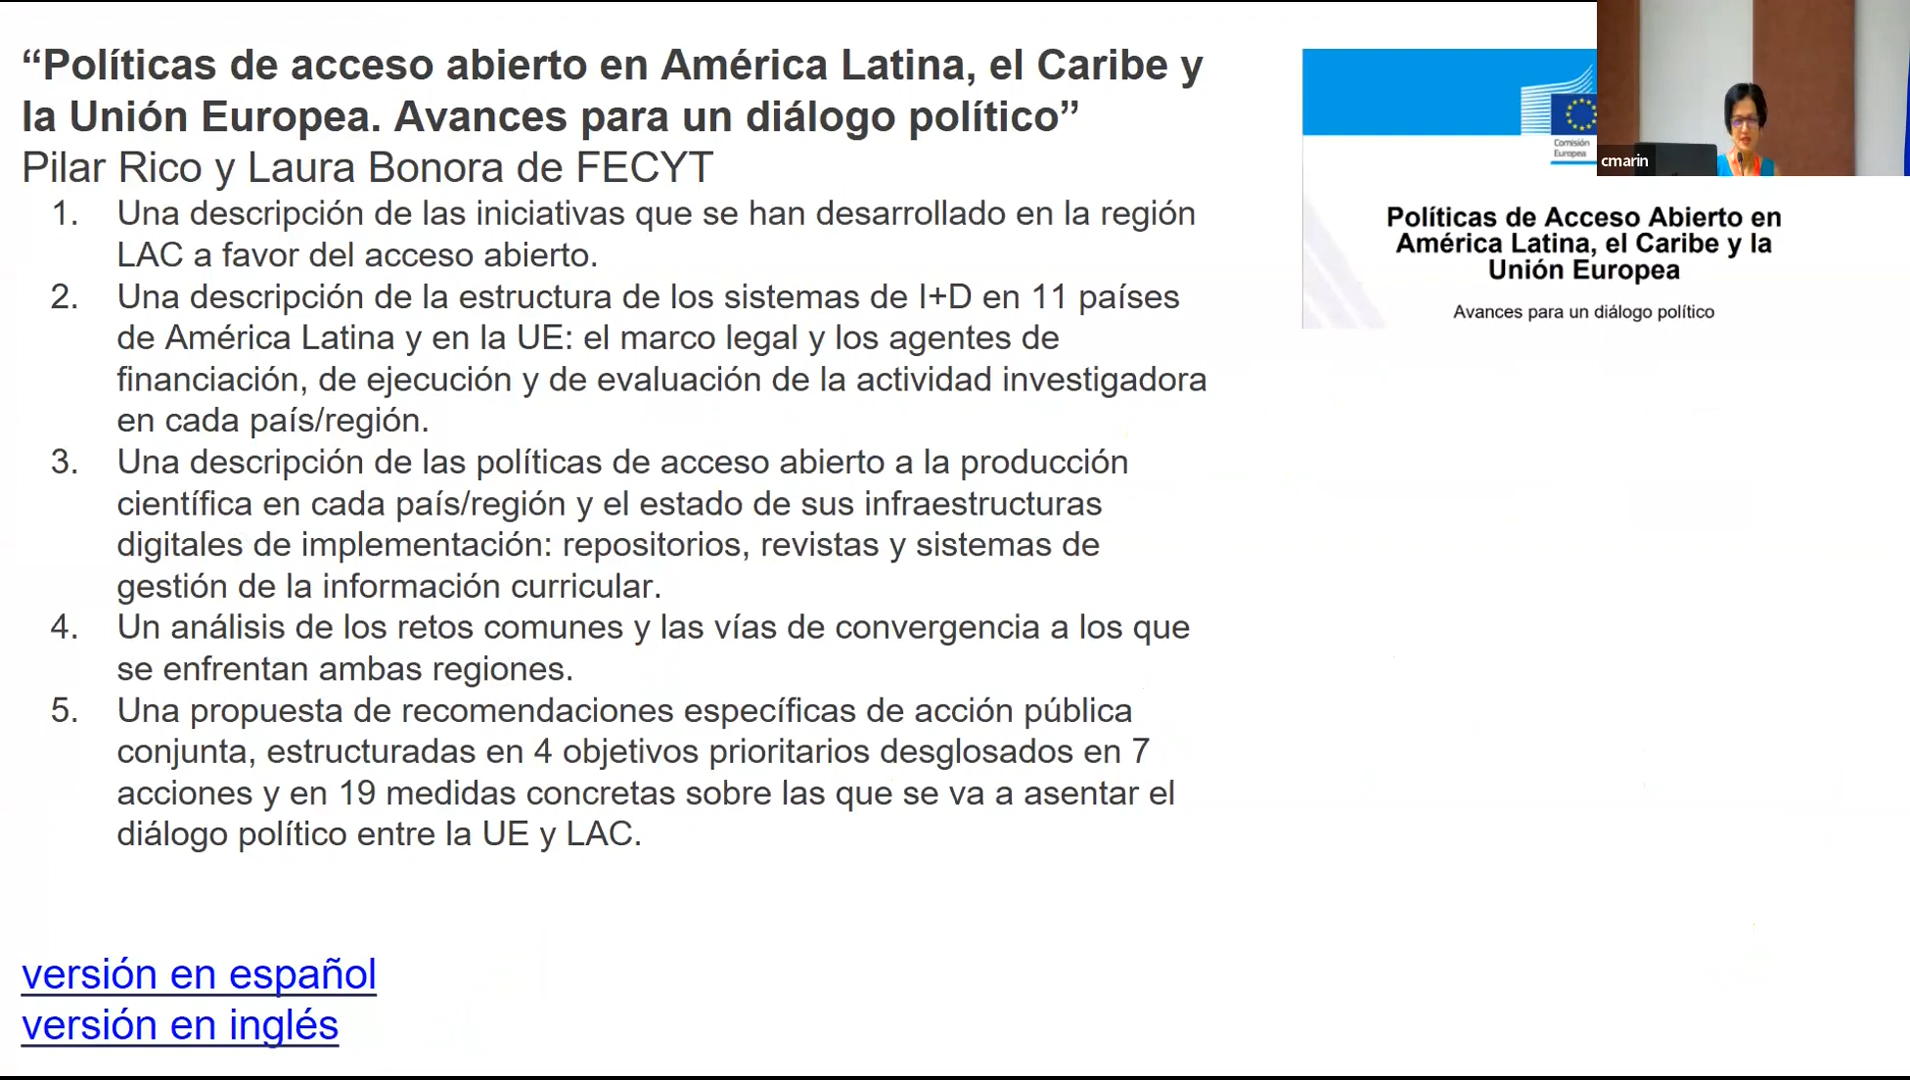 “Políticas de acceso abierto en América Latina, el Caribe y
la Unión Europea. Avances para un diálogo político”
Pilar Rico y Laura Bonora de FECYT
1. Una descripción de las iniciativas que se han desarrollado en la región
LAC a favor del acceso abierto.
2. Una descripción de la estructura de los sistemas de I+D en 11 países
de América Latina y en la UE: el marco legal y los agentes de
financiación, de ejecución y de evaluación de la actividad investigadora
en cada país/región.
3. Una descripción de las políticas de acceso abierto a la producción
científica en cada país/región y el estado de sus infraestructuras
digitales de implementación: repositorios, revistas y sistemas de
gestión de la información curricular.
4. Un análisis de los retos comunes y las vías de convergencia a los que
se enfrentan ambas regiones.
5. Una propuesta de recomendaciones específicas de acción pública
conjunta, estructuradas en 4 objetivos prioritarios desglosados en 7
acciones y en 19 medidas concretas sobre las que se va a asentar el
diálogo político entre la UE y LAC.
versión en español
versión en inglés
Comisión
Europea
cmarin
Políticas de Acceso Abierto en
América Latina, el Caribe y la
Unión Europea
Avances para un diálogo político